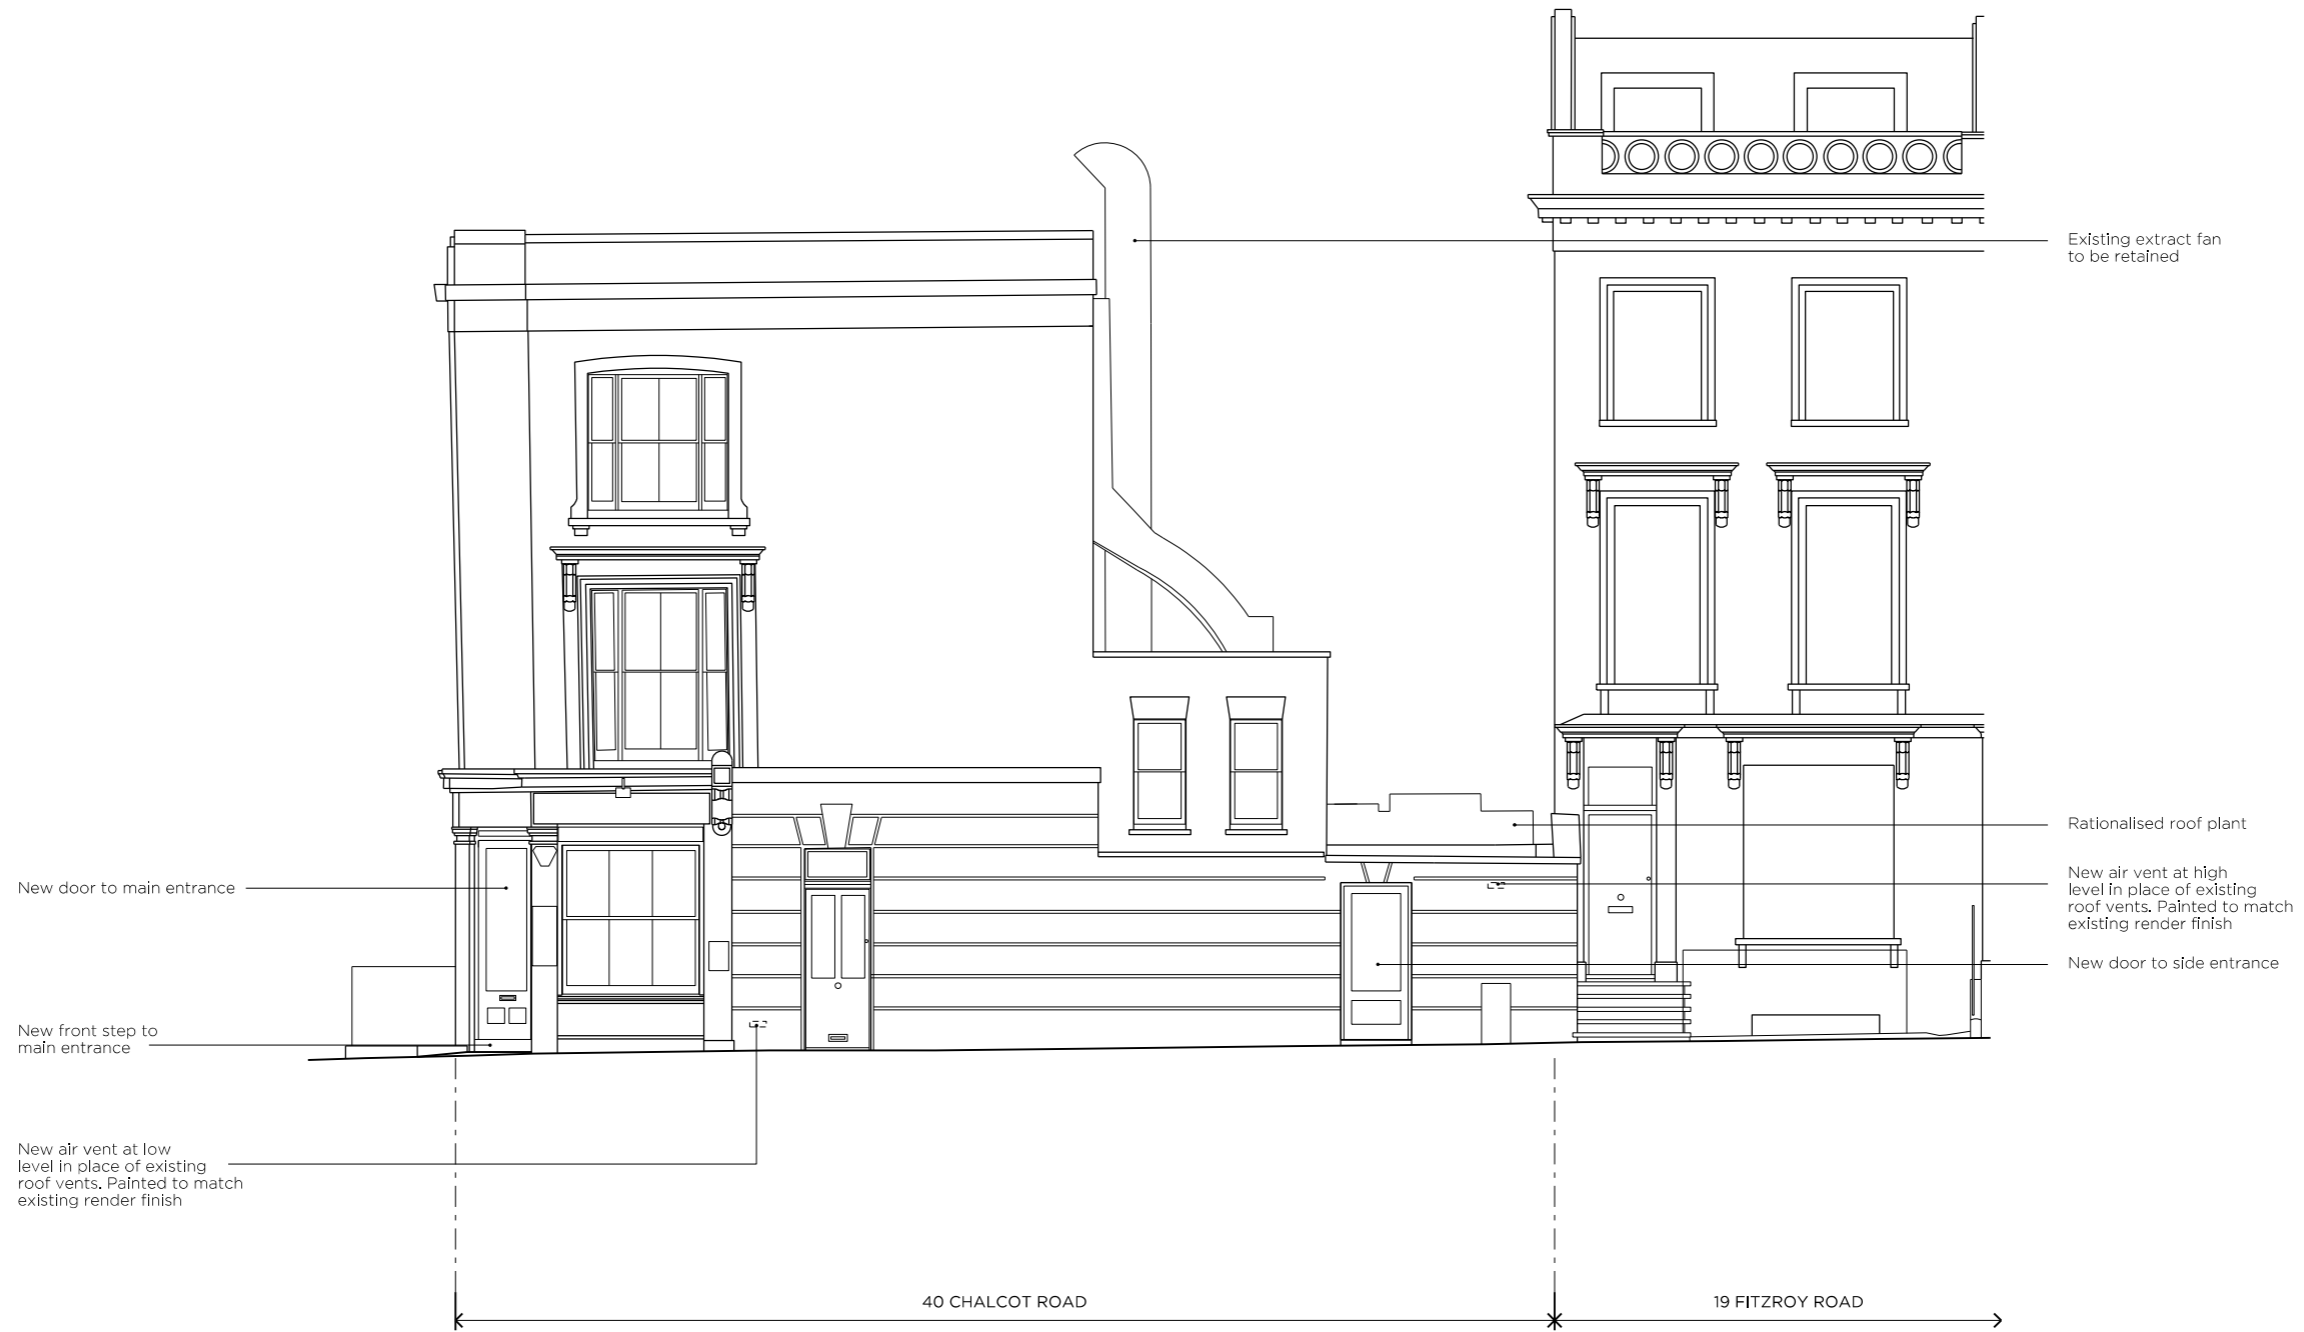 Existing extract fan
to be retained
Rationalised roof plant
New air vent at high
level in place of existing
roof vents. Painted to match
existing render finish
New door to side entrance
New door to main entrance
New front step to
main entrance
New air vent at low
level in place of existing
roof vents. Painted to match
existing render finish
40 CHALCOT ROAD
19 FITZROY ROAD